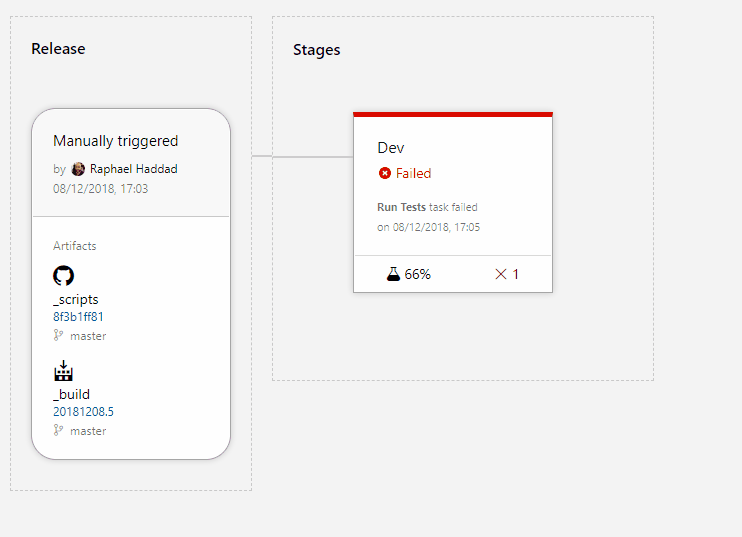 Release
Manually triggered
by Raphael Haddad
08/12/2018, 17:03
Artifacts
_scripts
8f3b1ff81
master
_build
20181208.5
master
Stages
Dev
Failed
Run Tests task failed
on 08/12/2018, 17:05
66% 1